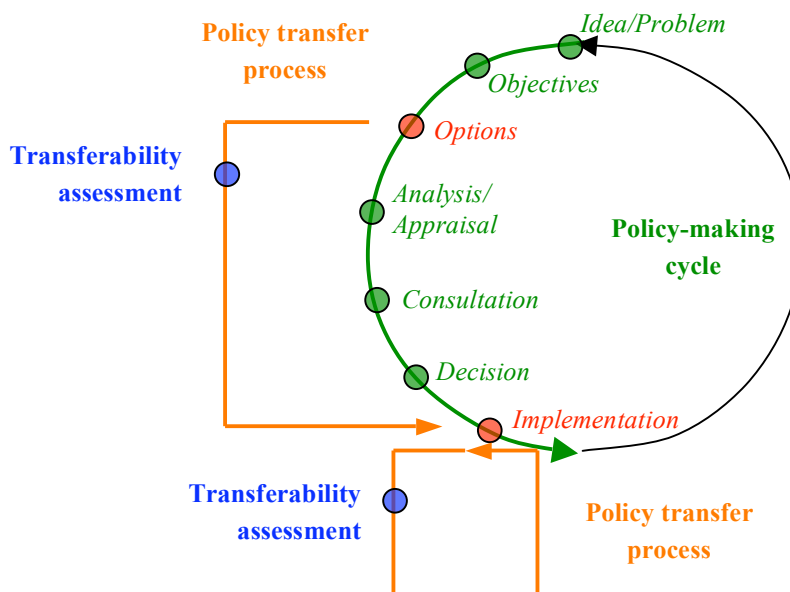 Idea/Problem
Policy transfer
process
Objectives
Options
Transferability
assessment
Analysis/
Appraisal
Policy-making
cycle
Consultation
Decision
Implementation
Transferability
assessment
Policy transfer
process